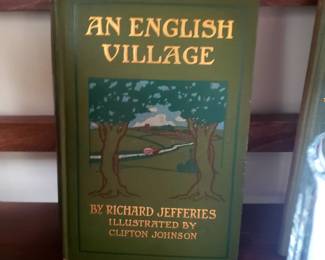 AN ENGLISH
VILLAGE
BY RICHARD JEFFERIES
ILLUSTRATED BY
CLIFTON JOHNSON